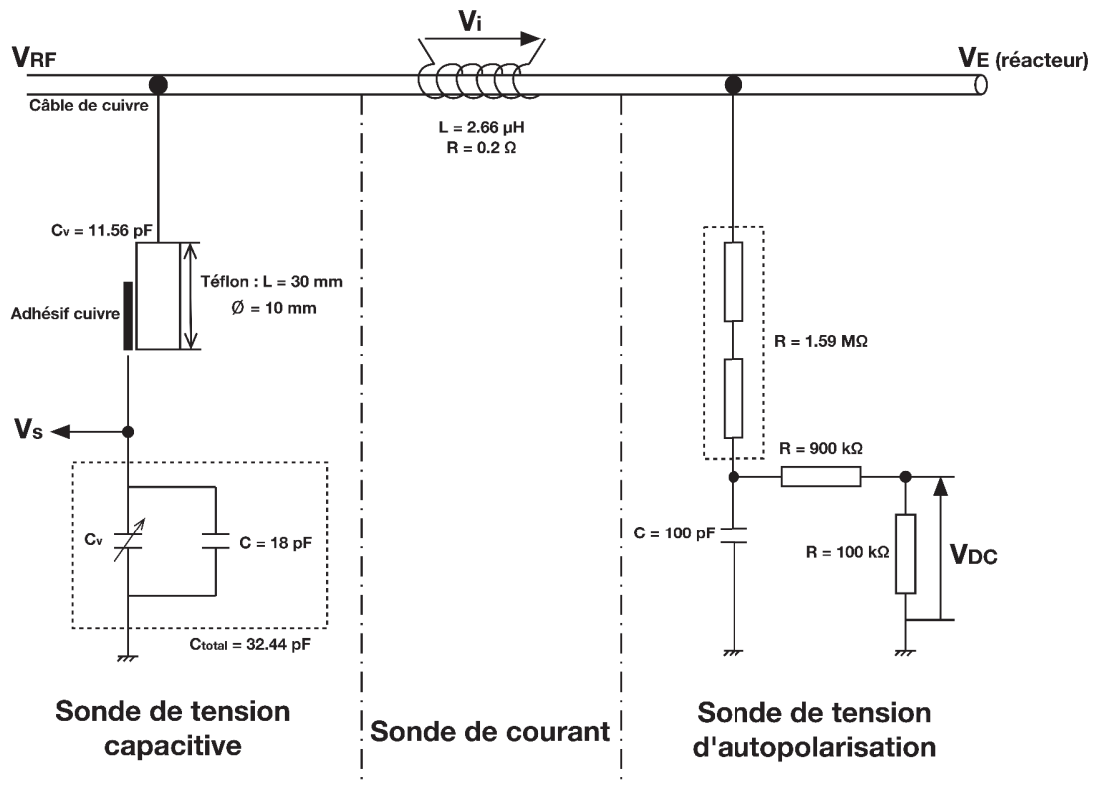 Vi
VRF
VE (réacteur)
Câble de cuivre
L = 2.66 µH
R = 0.2 Ω
Cv = 11.56 pF
Téflon : L = 30 mm
Ø = 10 mm
Adhésif cuivre
R = 1.59 MΩ
Vs
R = 900 kΩ
Cv
C = 18 pF
C = 100 pF
R = 100 kΩ
VDC
Ctotal = 32.44 pF
Sonde de tension
capacitive
Sonde de courant
Sonde de tension
d'autopolarisation